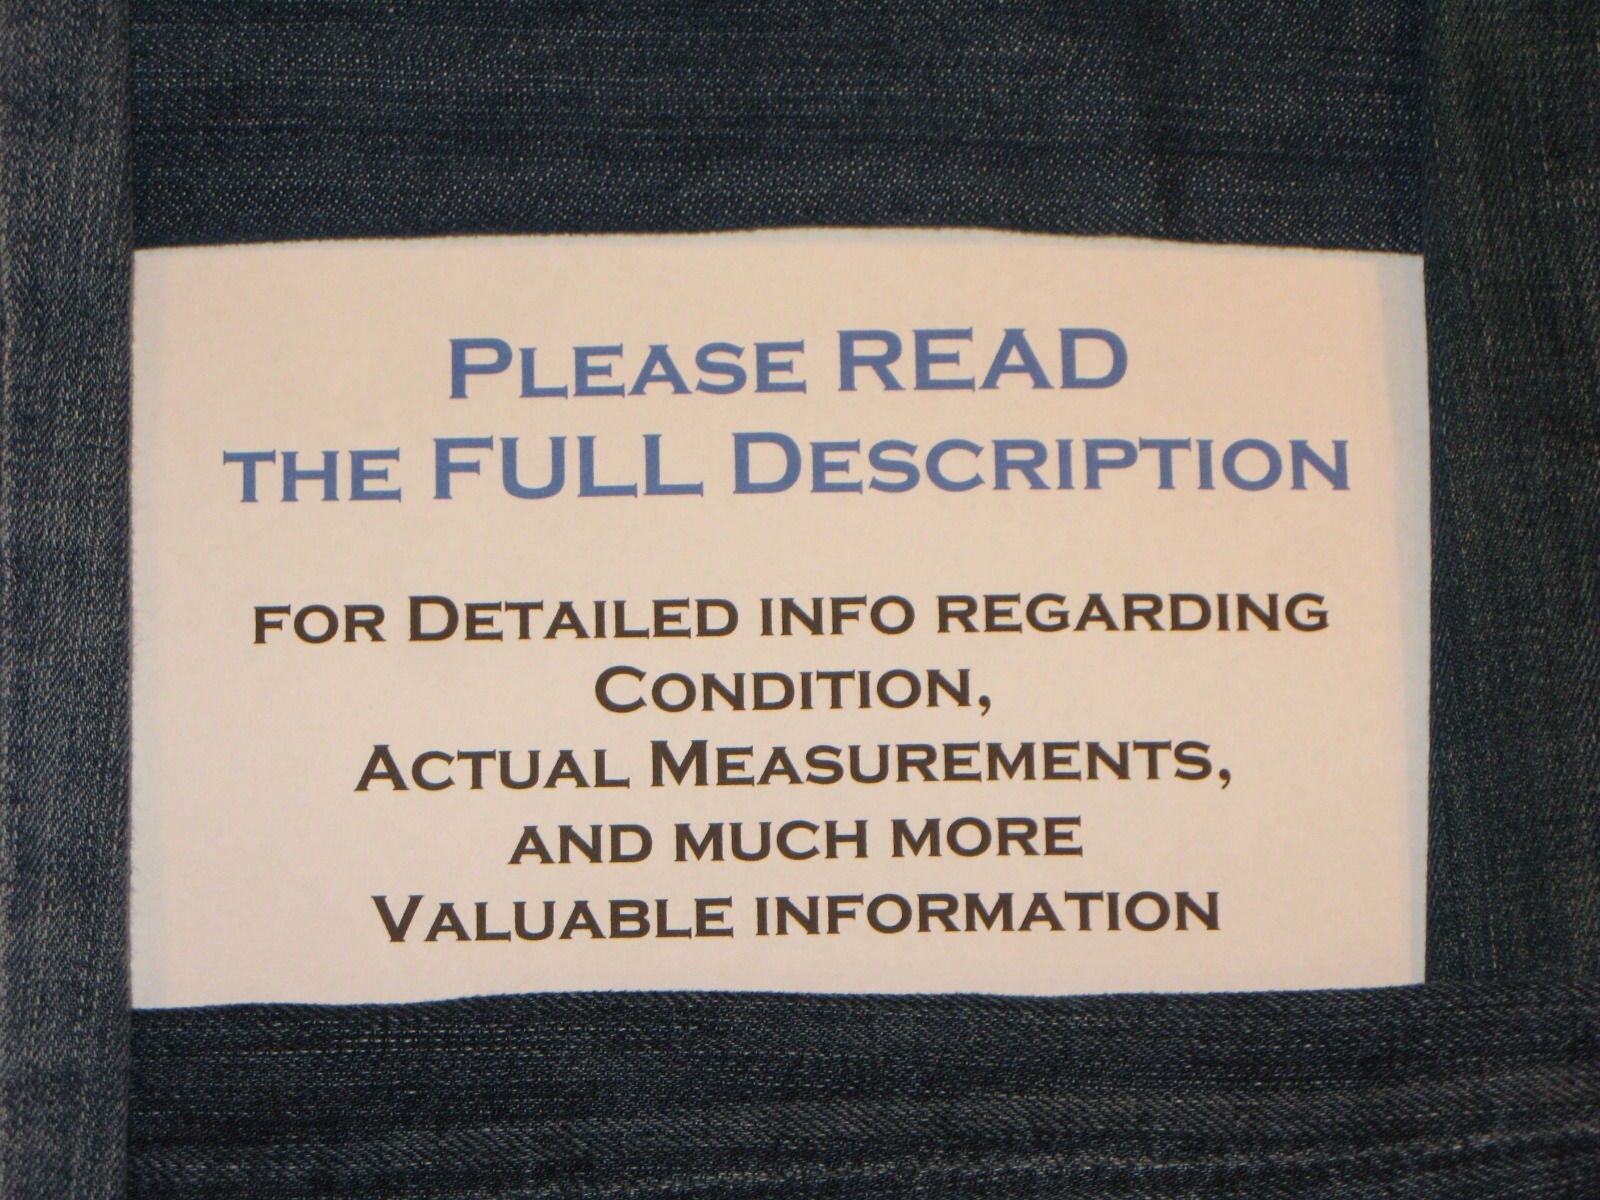 Please READ
the FULL Description
for Detailed info regarding
Condition,
Actual Measurements,
and much more
Valuable information